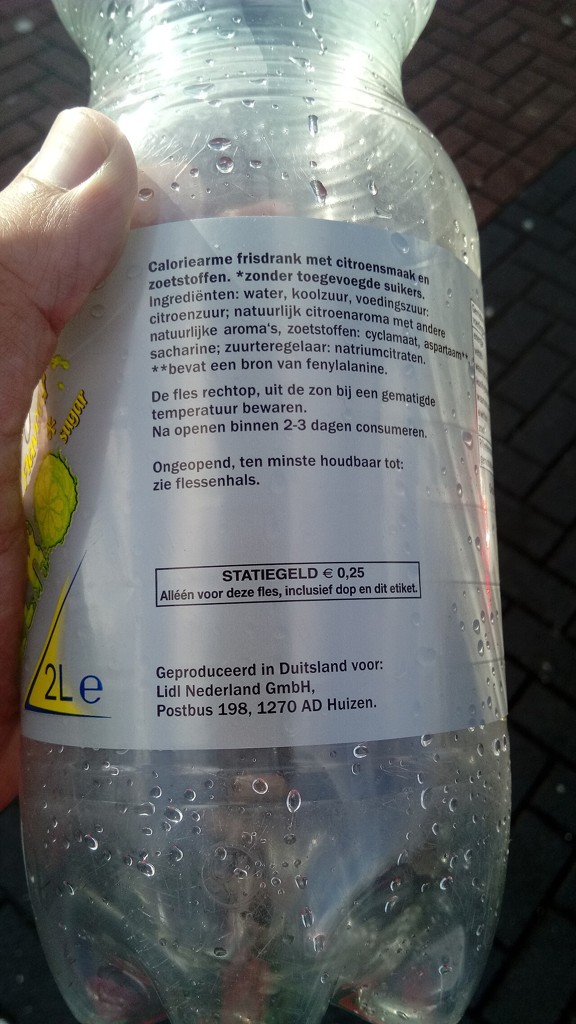 Caloriearme frisdrank met citroensmaak en
zoetstoffen. *zonder toegevoegde suikers.
Ingrediënten: water, koolzuur, voedingszuur:
citroenzuur; natuurlijk citroenaroma met andere
natuurlijke aroma's, zoetstoffen: cyclamaat, aspartaam**,
sacharine; zuurteregelaar: natriumcitraten.
**bevat een bron van fenylalanine.
De fles rechtop, uit de zon bij een gematigde
temperatuur bewaren.
Na openen binnen 2-3 dagen consumeren.
Ongeopend, ten minste houdbaar tot:
zie flessenhals.
STATIEGELD € 0,25
Alléén voor deze fles, inclusief dop en dit etiket.
Geproduceerd in Duitsland voor:
Lidl Nederland GmbH,
Postbus 198, 1270 AD Huizen.
sugar
2L e